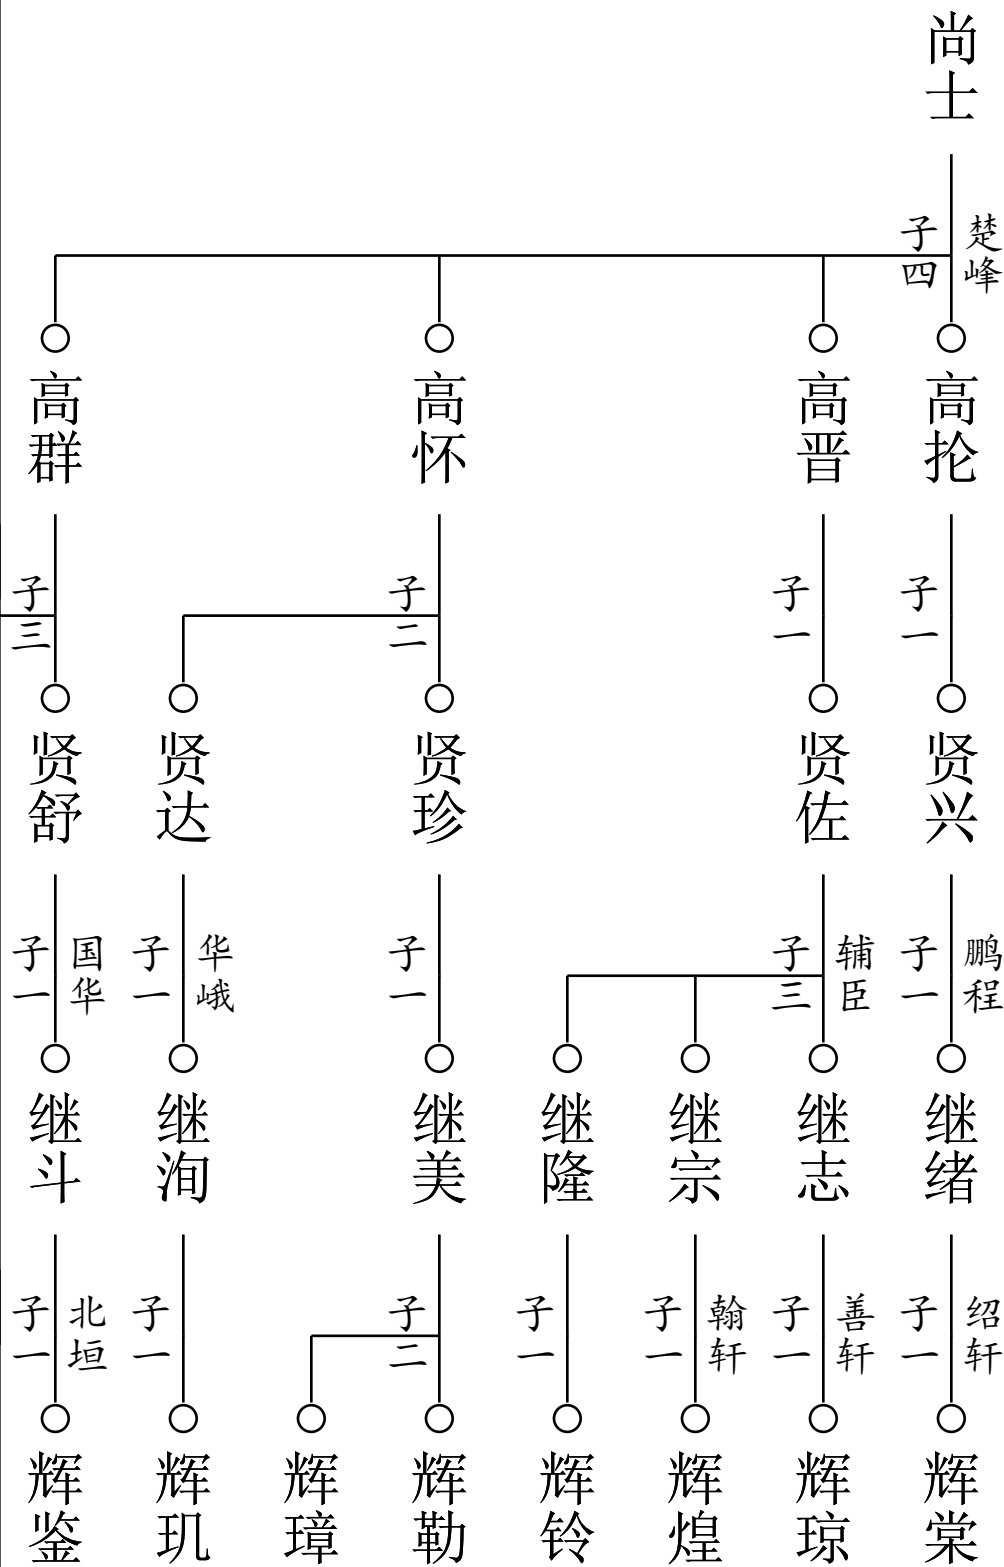 尚士
楚峰
子四
高抡
高晋
高怀
高群
子一
子一
子二
子三
贤兴
贤佐
贤珍
贤达
贤舒
鹏程
子一
辅臣
子三
子一
华峨
子一
国华
子一
继绪
继志
继宗
继隆
继美
继洵
继斗
绍轩
子一
善轩
子一
翰轩
子一
子一
子二
子一
北垣
子一
辉棠
辉琼
辉煌
辉铃
辉勒
辉璋
辉玑
辉鉴